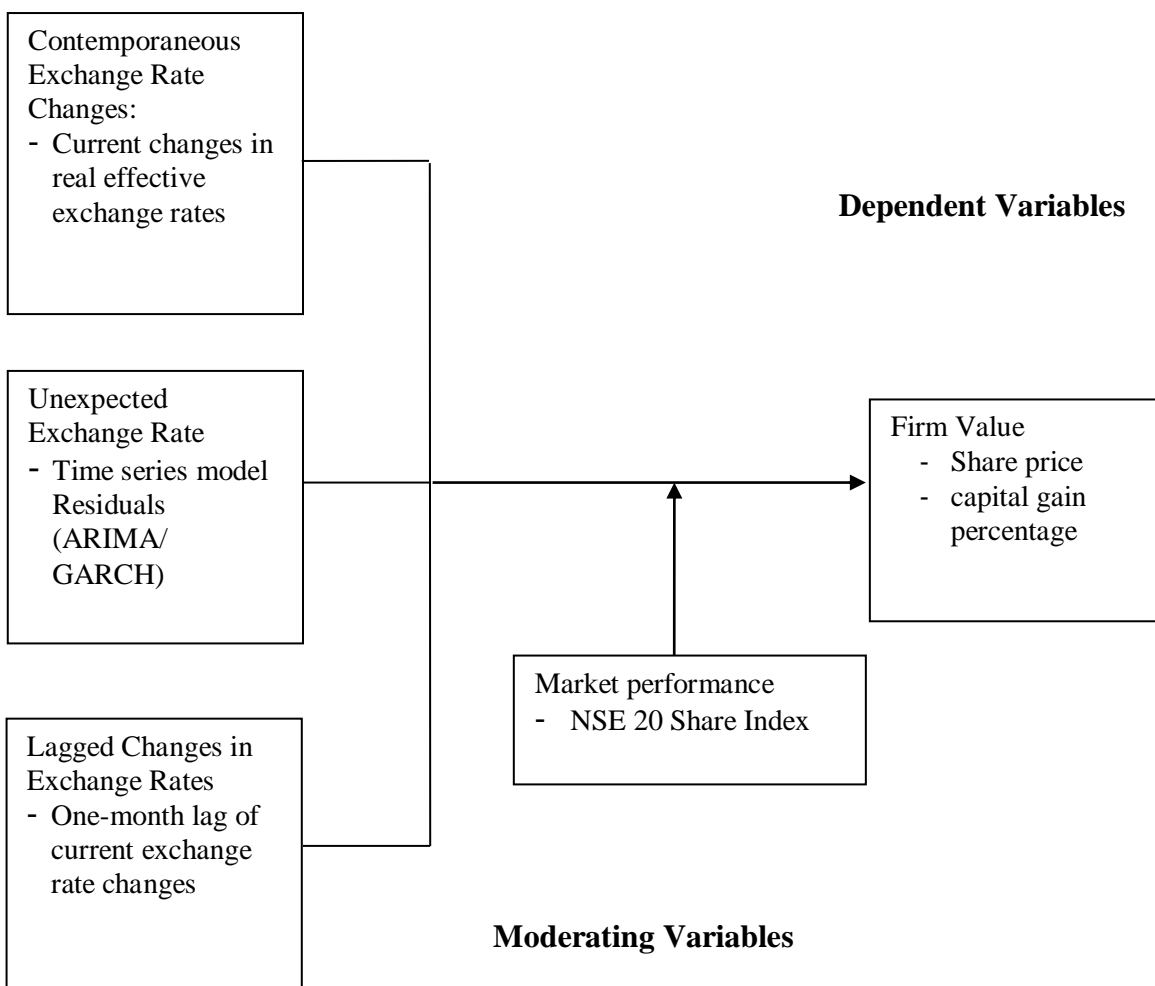 Contemporaneous
Exchange Rate
Changes:
- Current changes in
real effective
exchange rates
Dependent Variables
Unexpected
Exchange Rate
- Time series model
Residuals
(ARIMA/
GARCH)
Firm Value
- Share price
- capital gain
percentage
Market performance
- NSE 20 Share Index
Lagged Changes in
Exchange Rates
- One-month lag of
current exchange
rate changes
Moderating Variables